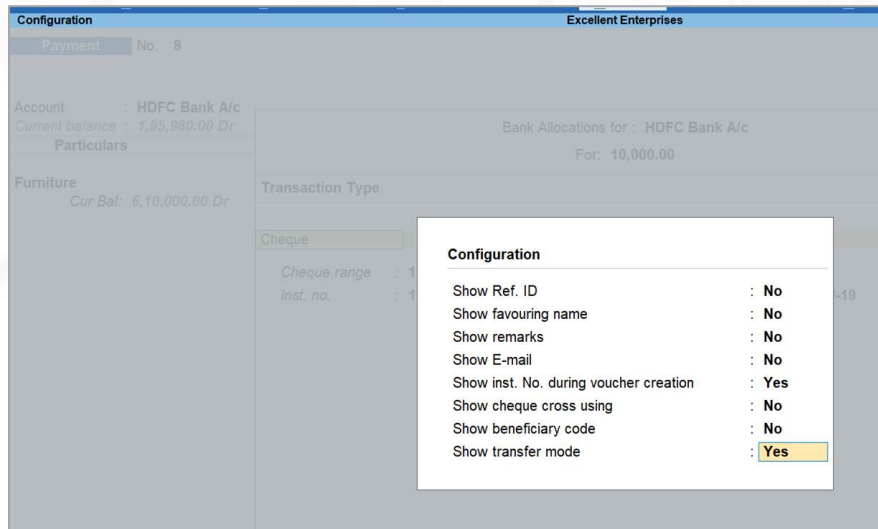 Configuration Excellent Enterprises
Payment No. 8
Account : HDFC Bank A/c
Current balance : 1,95,980.00 Dr
Bank Allocations for : HDFC Bank A/c
Particulars
For: 10,000.00
Furniture
Transaction Type
Cur Bal: 6,10,000.00 Dr
Cheque
Cheque range : 1
Inst. no. : 1
-19
Configuration
Show Ref. ID : No
Show favouring name : No
Show remarks : No
Show E-mail : No
Show inst. No. during voucher creation : Yes
Show cheque cross using : No
Show beneficiary code : No
Show transfer mode : Yes